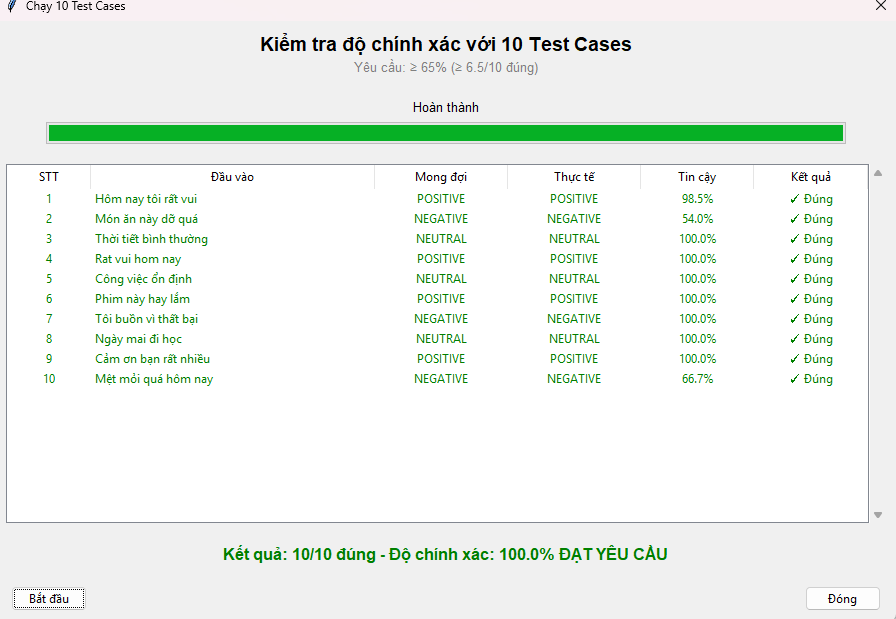 Chạy 10 Test Cases
Kiểm tra độ chính xác với 10 Test Cases
Yêu cầu: ≥ 65% (≥ 6.5/10 đúng)
Hoàn thành
STT Đầu vào Mong đợi Thực tế Tin cậy Kết quả
1 Hôm nay tôi rất vui POSITIVE POSITIVE 98.5% ✓ Đúng
2 Món ăn này dở quá NEGATIVE NEGATIVE 54.0% ✓ Đúng
3 Thời tiết bình thường NEUTRAL NEUTRAL 100.0% ✓ Đúng
4 Rat vui hom nay POSITIVE POSITIVE 100.0% ✓ Đúng
5 Công việc ổn định NEUTRAL NEUTRAL 100.0% ✓ Đúng
6 Phim này hay lắm POSITIVE POSITIVE 100.0% ✓ Đúng
7 Tôi buồn vì thất bại NEGATIVE NEGATIVE 100.0% ✓ Đúng
8 Ngày mai đi học NEUTRAL NEUTRAL 100.0% ✓ Đúng
9 Cảm ơn bạn rất nhiều POSITIVE POSITIVE 100.0% ✓ Đúng
10 Mệt mỏi quá hôm nay NEGATIVE NEGATIVE 66.7% ✓ Đúng
Kết quả: 10/10 đúng - Độ chính xác: 100.0% ĐẠT YÊU CẦU
Bắt đầu Đóng